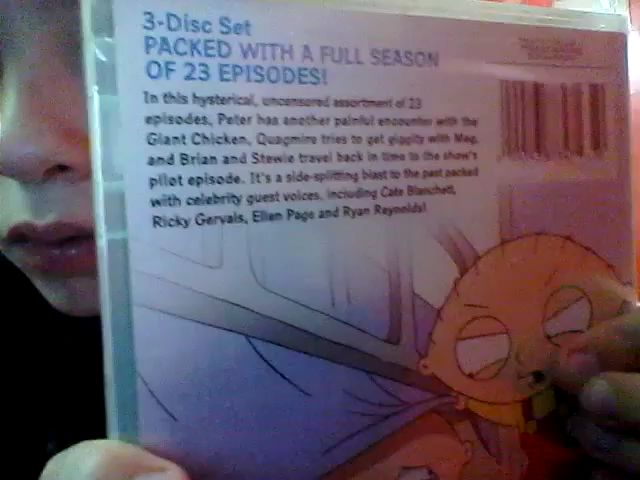 3-Disc Set
PACKED WITH A FULL SEASON
OF 23 EPISODES!
In this hysterical, uncensored assortment of 23
episodes, Peter has another painful encounter with the
Giant Chicken, Quagmire tries to get giggity with Meg,
and Brian and Stewie travel back in time to the show's
pilot episode. It's a side-splitting blast to the past packed
with celebrity guest voices, including Cate Blanchett,
Ricky Gervais, Ellen Page and Ryan Reynolds!